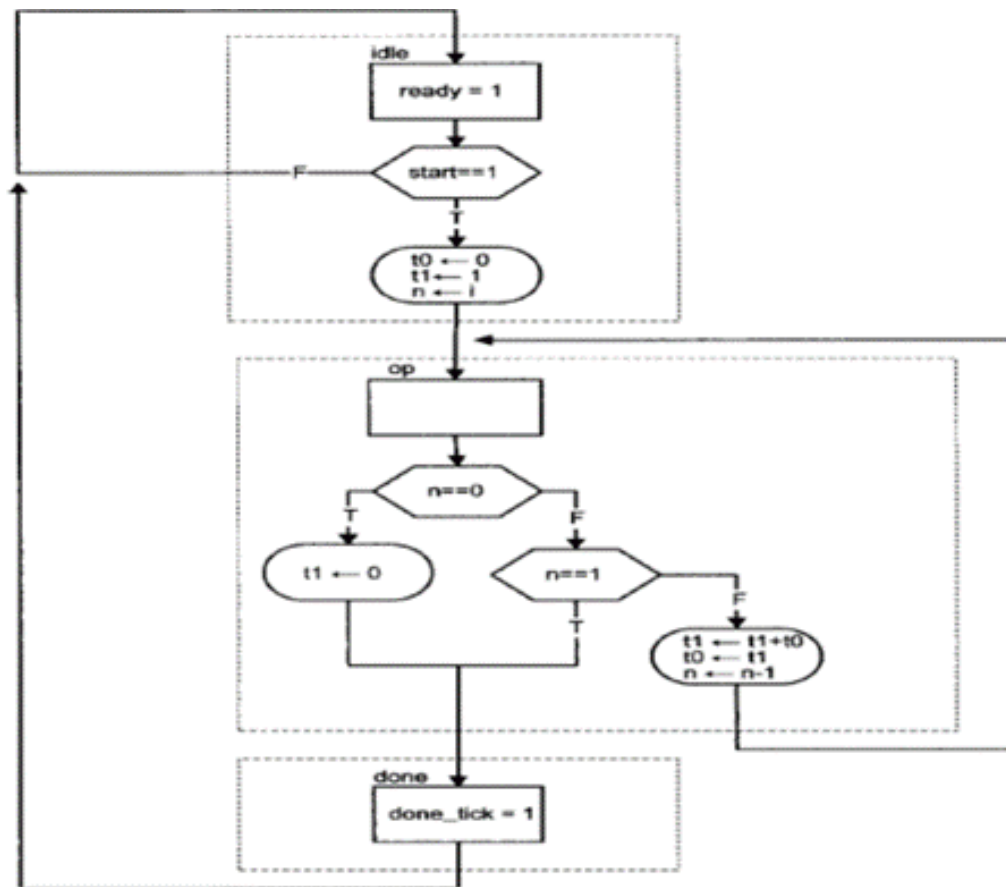 idle
ready = 1
start==1
F
T
t0 ← 0
t1 ← 1
n ← i
op
n==0
T
F
t1 ← 0
n==1
T
F
t1 ← t1+t0
t0 ← t1
n ← n-1
done
done_tick = 1